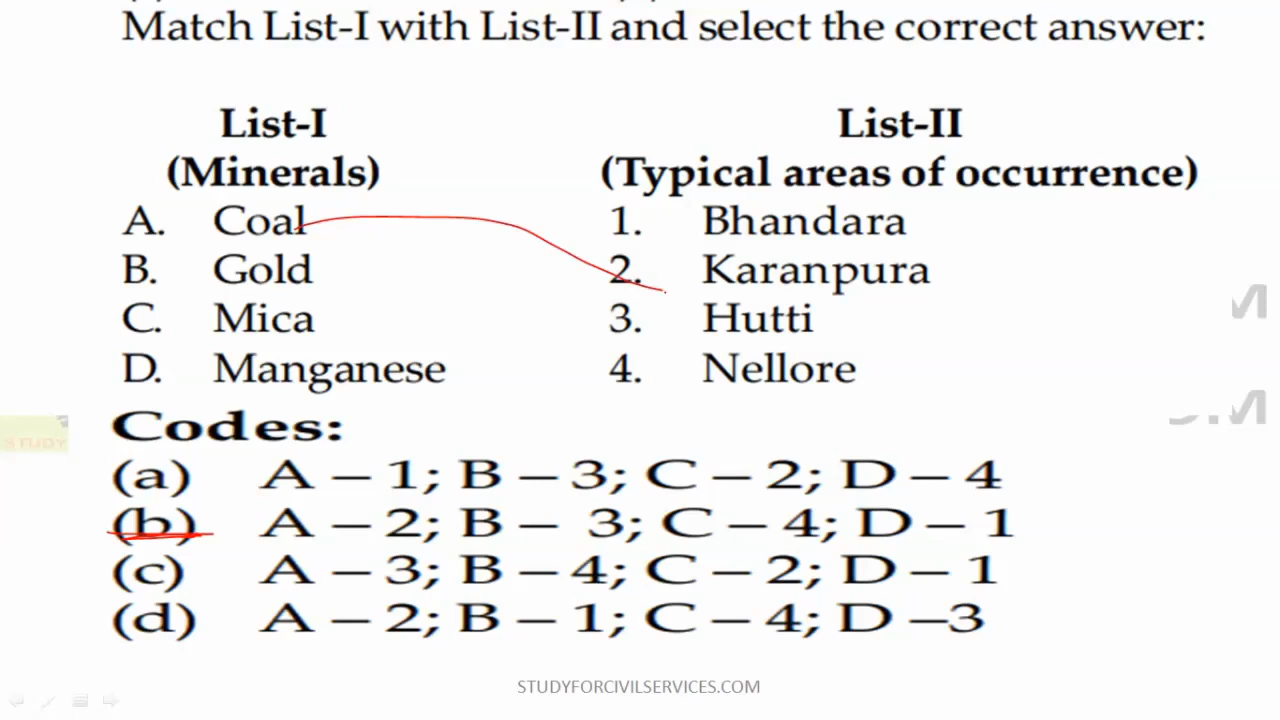 Match List-I with List-II and select the correct answer:
List-I List-II
(Minerals) (Typical areas of occurrence)
A. Coal 1. Bhandara
B. Gold 2. Karanpura
C. Mica 3. Hutti
D. Manganese 4. Nellore
Codes:
(a) A – 1; B – 3; C – 2; D – 4
(b) A – 2; B – 3; C – 4; D – 1
(c) A – 3; B – 4; C – 2; D – 1
(d) A – 2; B – 1; C – 4; D –3
STUDY
STUDYFORCIVILSERVICES.COM